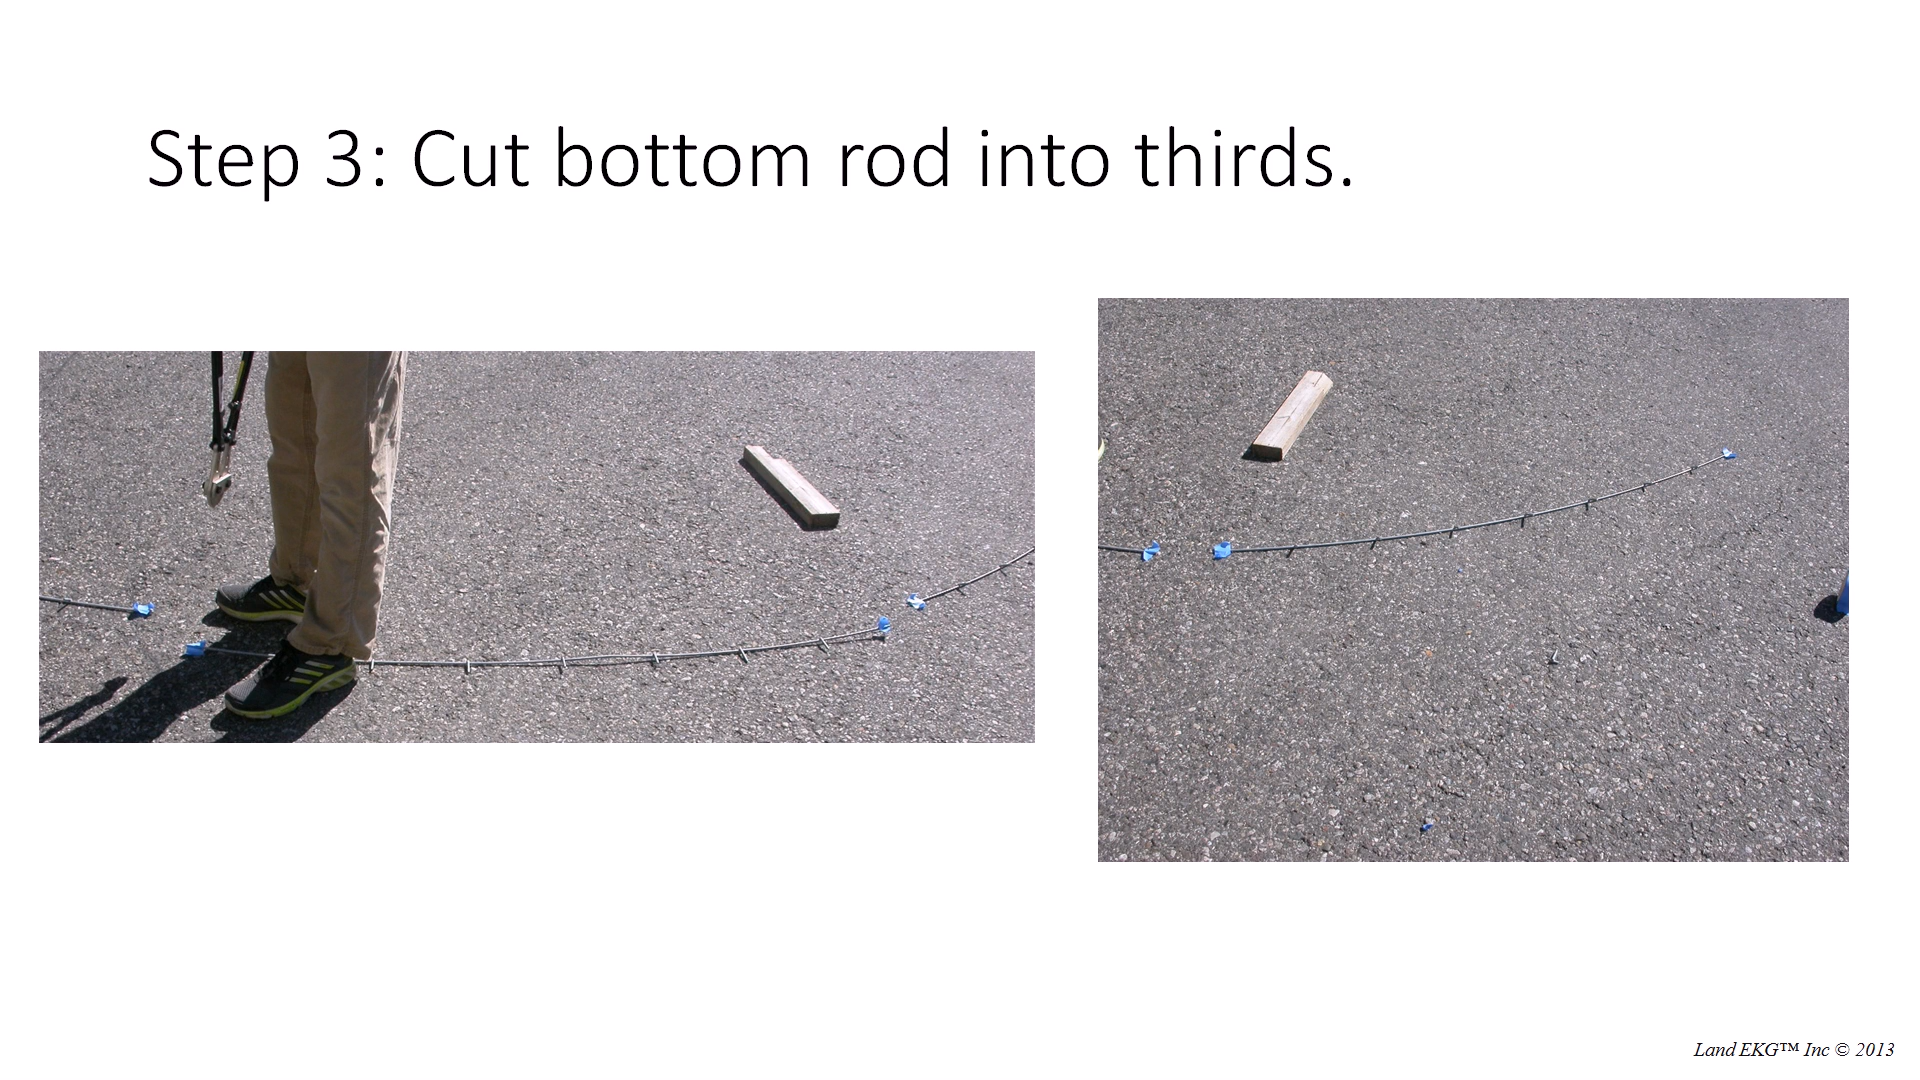 Step 3: Cut bottom rod into thirds.
Land EKG™ Inc © 2013